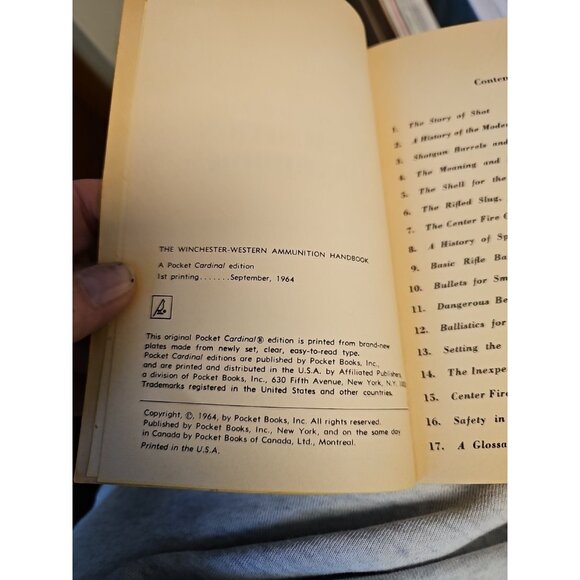 THE WINCHESTER-WESTERN AMMUNITION HANDBOOK
A Pocket Cardinal edition
1st printing.......September, 1964
This original Pocket Cardinal® edition is printed from brand-new
plates made from newly set, clear, easy-to-read type.
Pocket Cardinal editions are published by Pocket Books, Inc.,
and are printed and distributed in the U.S.A. by Affiliated Publishers,
a division of Pocket Books, Inc., 630 Fifth Avenue, New York, N.Y.
Trademarks registered in the United States and other countries.
Copyright, ©, 1964, by Pocket Books, Inc. All rights reserved.
Published by Pocket Books, Inc., New York, and on the same day
in Canada by Pocket Books of Canada, Ltd., Montreal.
Printed in the U.S.A.
Conten
1. The Story of Shot
2. A History of the Moder
3. Shotgun Barrels and
4. The Meaning and
5. The Shell for the
6. The Rifled Slug,
7. The Center Fire
8. A History of Sp
9. Basic Rifle Ba
10. Bullets for Sm
11. Dangerous Be
12. Ballistics for
13. Setting the
14. The Inexpe
15. Center Fire
16. Safety in
17. A Glossa